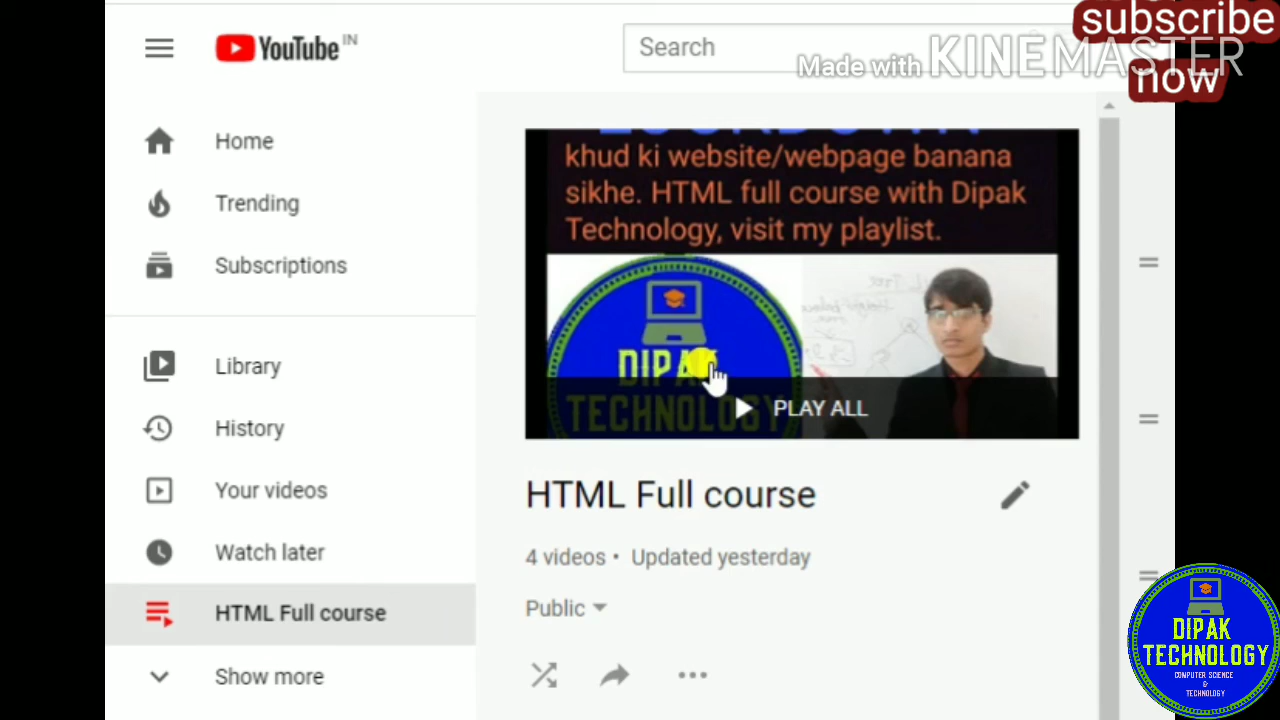 subscribe
now
YouTube IN
Search
Made with KINEMASTER
Home
Trending
Subscriptions
Library
History
Your videos
Watch later
HTML Full course
Show more
khud ki website/webpage banana
sikhe. HTML full course with Dipak
Technology, visit my playlist.
DIPAK
TECHNOLOGY
PLAY ALL
HTML Full course
4 videos • Updated yesterday
Public
DIPAK
TECHNOLOGY
COMPUTER SCIENCE
&
TECHNOLOGY